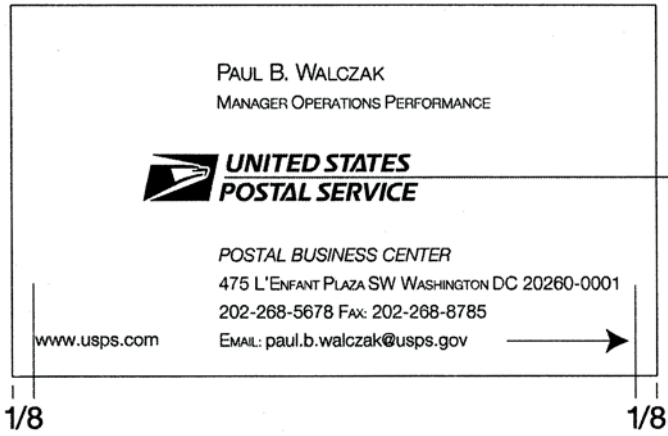 PAUL B. WALCZAK
MANAGER OPERATIONS PERFORMANCE
UNITED STATES
POSTAL SERVICE
POSTAL BUSINESS CENTER
475 L'ENFANT PLAZA SW WASHINGTON DC 20260-0001
202-268-5678 FAX: 202-268-8785
www.usps.com EMAIL: paul.b.walczak@usps.gov
1/8 1/8